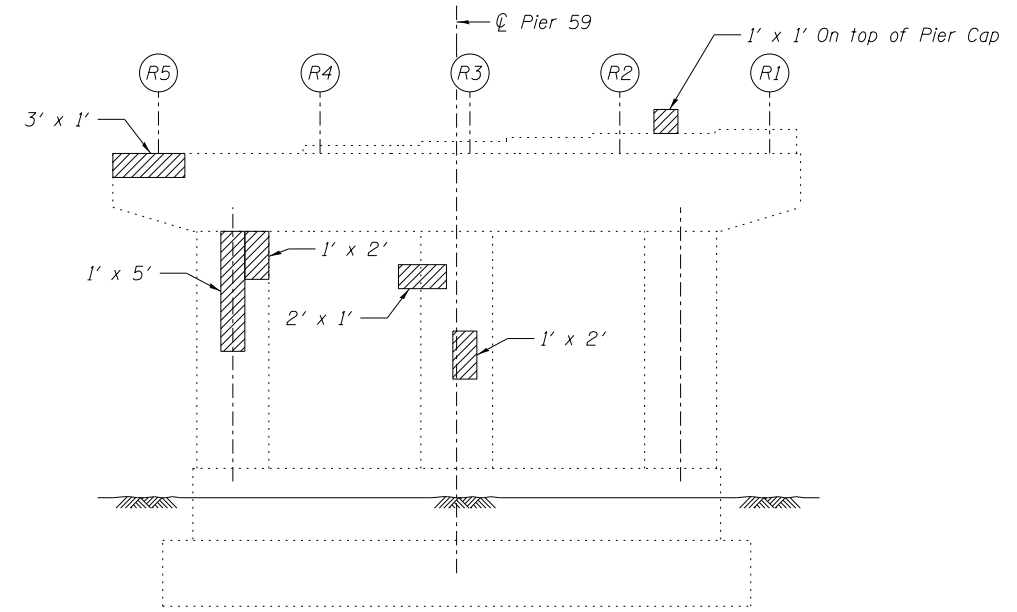 ℄ Pier 59
1' x 1' On top of Pier Cap
R5
R4
R3
R2
R1
3' x 1'
1' x 2'
1' x 5'
2' x 1'
1' x 2'